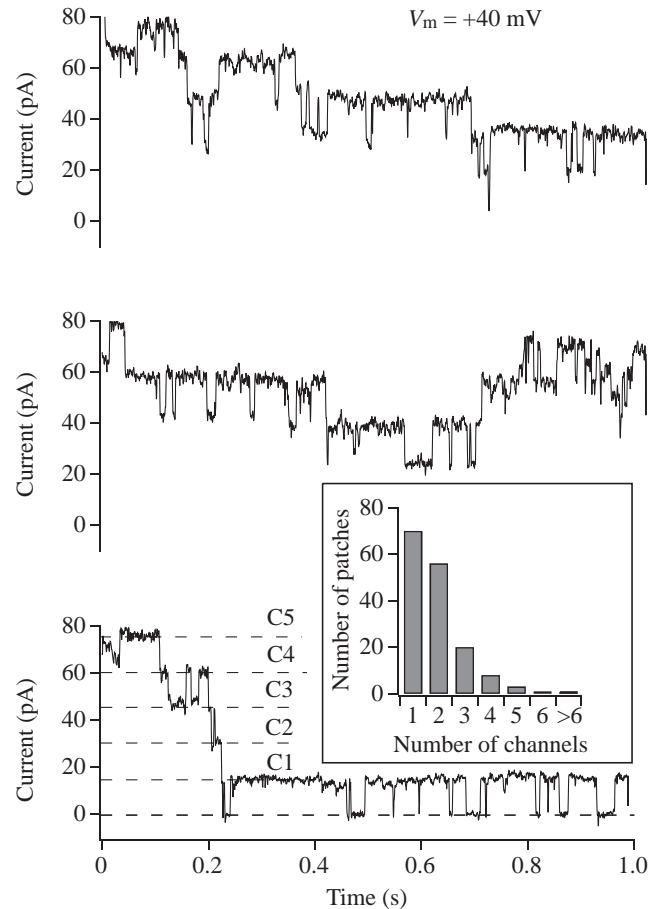 Vm = +40 mV
80
60
40
20
0
Current (pA)
80
60
40
20
0
Current (pA)
80
60
40
20
0
Current (pA)
C5
C4
C3
C2
C1
80
60
40
20
0
Number of patches
1 2 3 4 5 6 >6
Number of channels
0 0.2 0.4 0.6 0.8 1.0
Time (s)